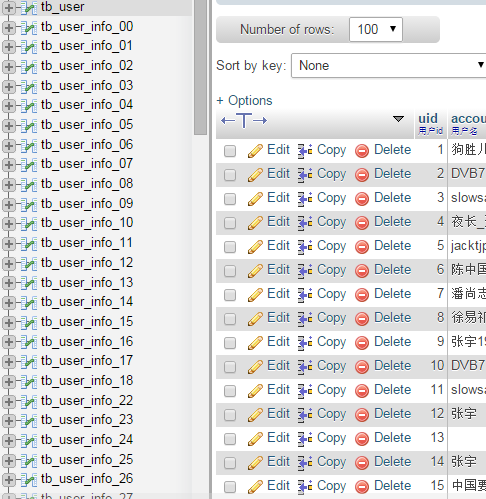 tb_user
tb_user_info_00
tb_user_info_01
tb_user_info_02
tb_user_info_03
tb_user_info_04
tb_user_info_05
tb_user_info_06
tb_user_info_07
tb_user_info_08
tb_user_info_09
tb_user_info_10
tb_user_info_11
tb_user_info_12
tb_user_info_13
tb_user_info_14
tb_user_info_15
tb_user_info_16
tb_user_info_17
tb_user_info_18
tb_user_info_22
tb_user_info_23
tb_user_info_24
tb_user_info_25
tb_user_info_26
tb_user_info_27
Number of rows: 100
Sort by key: None
+ Options
uid accou
用户id 用户名
Edit Copy Delete 1 狗胜
Edit Copy Delete 2 DVB7
Edit Copy Delete 3 slowsa
Edit Copy Delete 4 夜长_
Edit Copy Delete 5 jacktjp
Edit Copy Delete 6 陈中国
Edit Copy Delete 7 潘尚志
Edit Copy Delete 8 徐易
Edit Copy Delete 9 张宇19
Edit Copy Delete 10 DVB7
Edit Copy Delete 11 slowsa
Edit Copy Delete 12 张宇
Edit Copy Delete 13
Edit Copy Delete 14 张宇
Edit Copy Delete 15 中国要